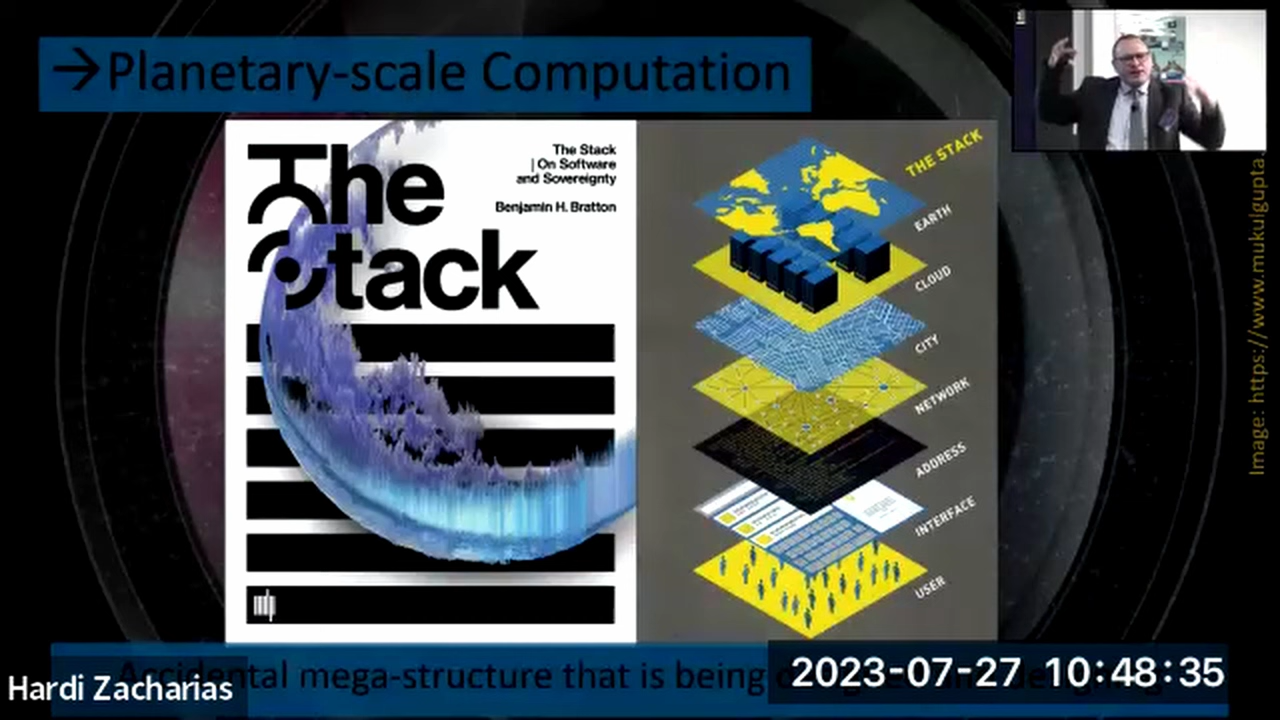 →Planetary-scale Computation
The Stack
The Stack
| On Software
and Sovereignty
Benjamin H. Bratton
THE STACK
EARTH
CLOUD
CITY
NETWORK
ADDRESS
INTERFACE
USER
Image: https://www.mukulgupta.
Accidental mega-structure that is being
Hardi Zacharias
2023-07-27 10:48:35